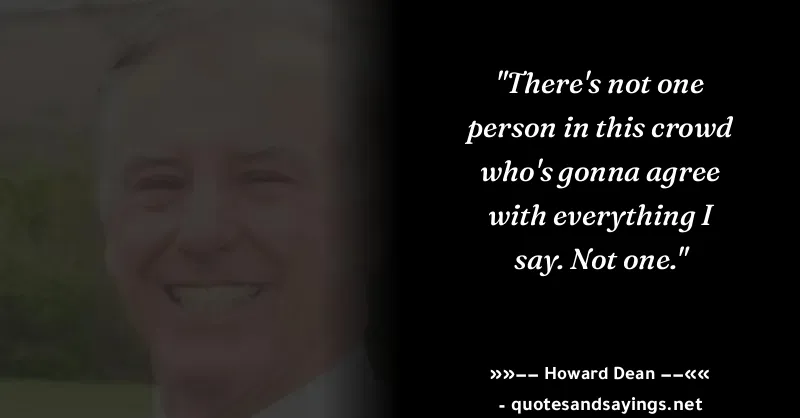 "There's not one
person in this crowd
who's gonna agree
with everything I
say. Not one."
»»—— Howard Dean ——««
- quotesandsayings.net